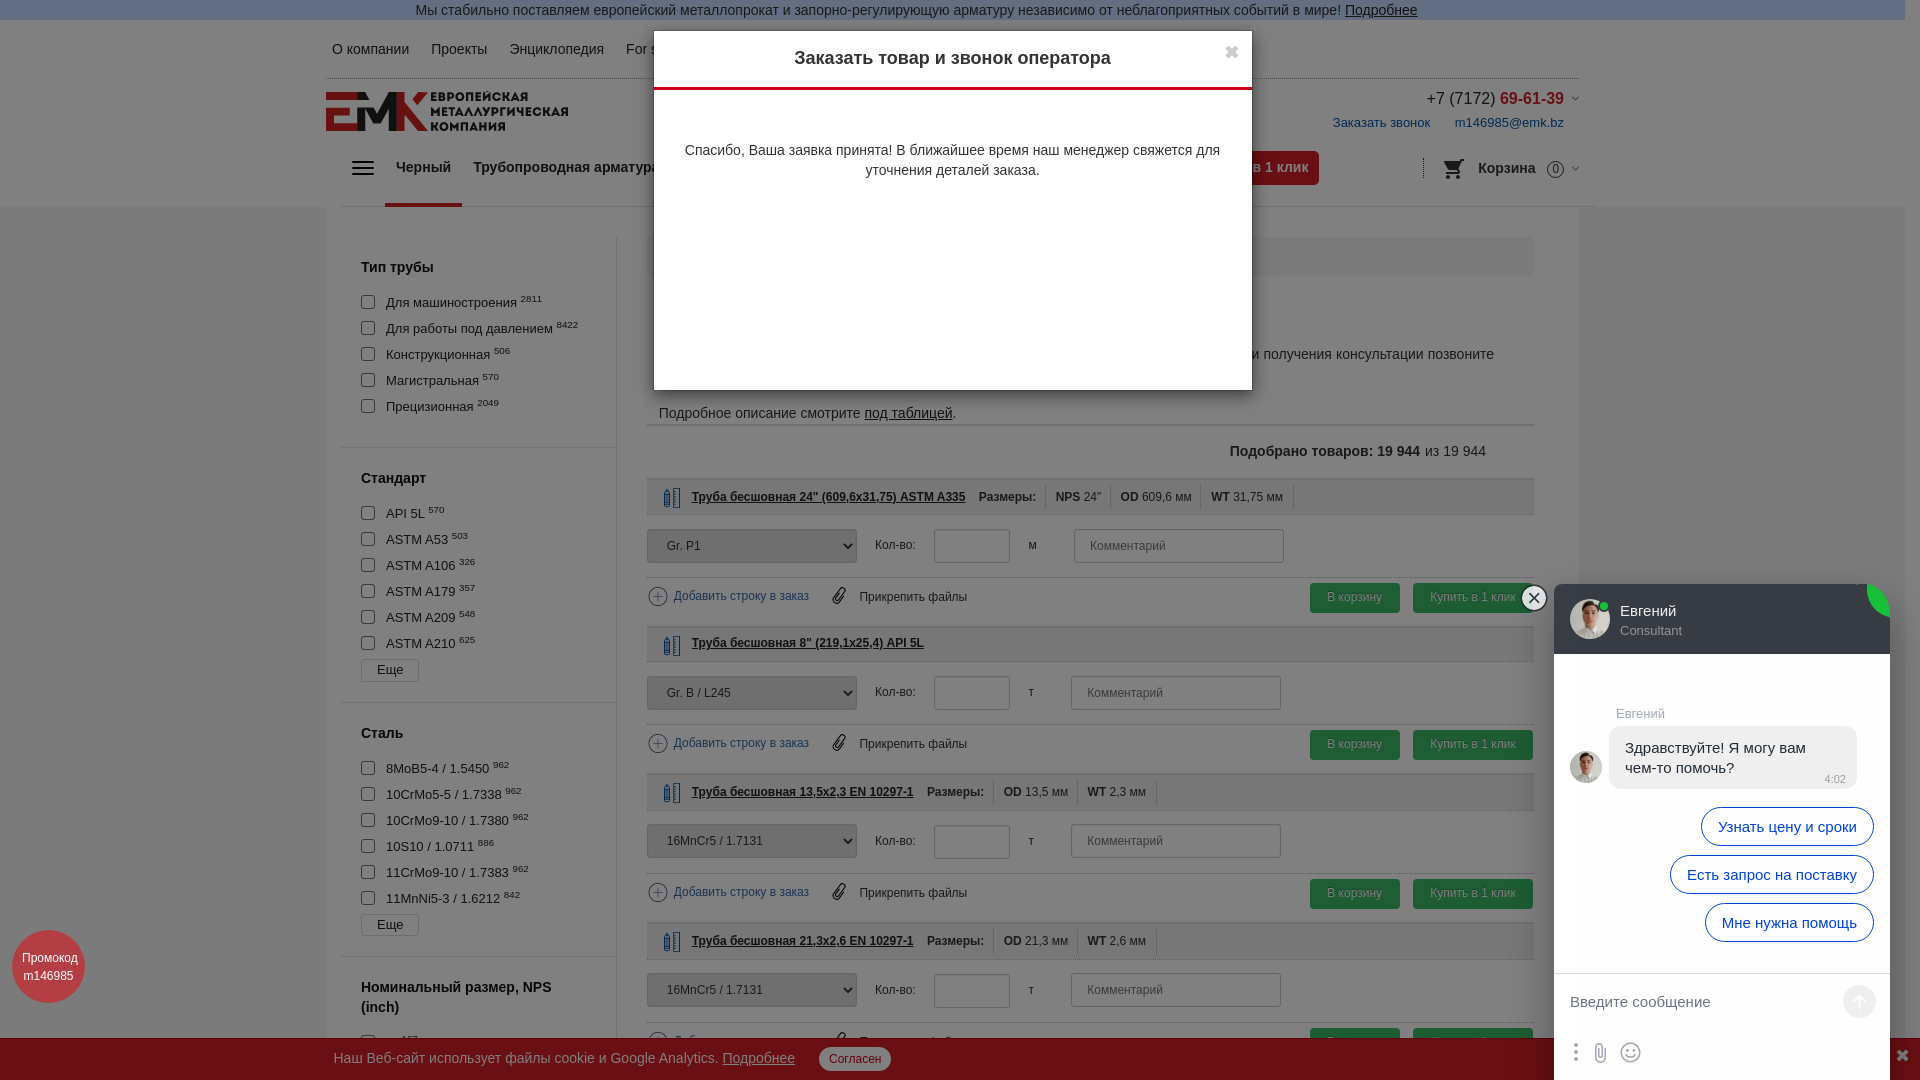 Мы стабильно поставляем европейский металлопрокат и запорно-регулирующую арматуру независимо от неблагоприятных событий в мире! Подробнее
О компании Проекты Энциклопедия For
Заказать товар и звонок оператора
Спасибо, Ваша заявка принята! В ближайшее время наш менеджер свяжется для
уточнения деталей заказа.
ЕМК ЕВРОПЕЙСКАЯ
МЕТАЛЛУРГИЧЕСКАЯ
КОМПАНИЯ
+7 (7172) 69-61-39
Заказать звонок m146985@emk.bz
Черный Трубопроводная арматура
в 1 клик
Корзина 0
Тип трубы
Для машиностроения 2811
Для работы под давлением 8422
Конструкционная 506
Магистральная 570
Прецизионная 2049
Стандарт
API 5L 570
ASTM A53 503
ASTM A106 326
ASTM A179 357
ASTM A209 548
ASTM A210 625
Еще
Сталь
8MoB5-4 / 1.5450 962
10CrMo5-5 / 1.7338 962
10CrMo9-10 / 1.7380 962
10S10 / 1.0711 886
11CrMo9-10 / 1.7383 962
11MnNi5-3 / 1.6212 842
Еще
Номинальный размер, NPS
(inch)
и получения консультации позвоните
Подробное описание смотрите под таблицей.
Подобрано товаров: 19 944 из 19 944
Труба бесшовная 24" (609,6x31,75) ASTM A335 Размеры: NPS 24" OD 609,6 мм WT 31,75 мм
Gr. P1 Кол-во: м Комментарий
Добавить строку в заказ Прикрепить файлы В корзину Купить в 1 клик
Труба бесшовная 8" (219,1x25,4) API 5L
Gr. B / L245 Кол-во: т Комментарий
Добавить строку в заказ Прикрепить файлы В корзину Купить в 1 клик
Труба бесшовная 13,5x2,3 EN 10297-1 Размеры: OD 13,5 мм WT 2,3 мм
16MnCr5 / 1.7131 Кол-во: т Комментарий
Добавить строку в заказ Прикрепить файлы В корзину Купить в 1 клик
Труба бесшовная 21,3x2,6 EN 10297-1 Размеры: OD 21,3 мм WT 2,6 мм
16MnCr5 / 1.7131 Кол-во: т Комментарий
Промокод
m146985
Наш Веб-сайт использует файлы cookie и Google Analytics. Подробнее Согласен
Евгений
Consultant
Евгений
Здравствуйте! Я могу вам
чем-то помочь?
4:02
Узнать цену и сроки
Есть запрос на поставку
Мне нужна помощь
Введите сообщение